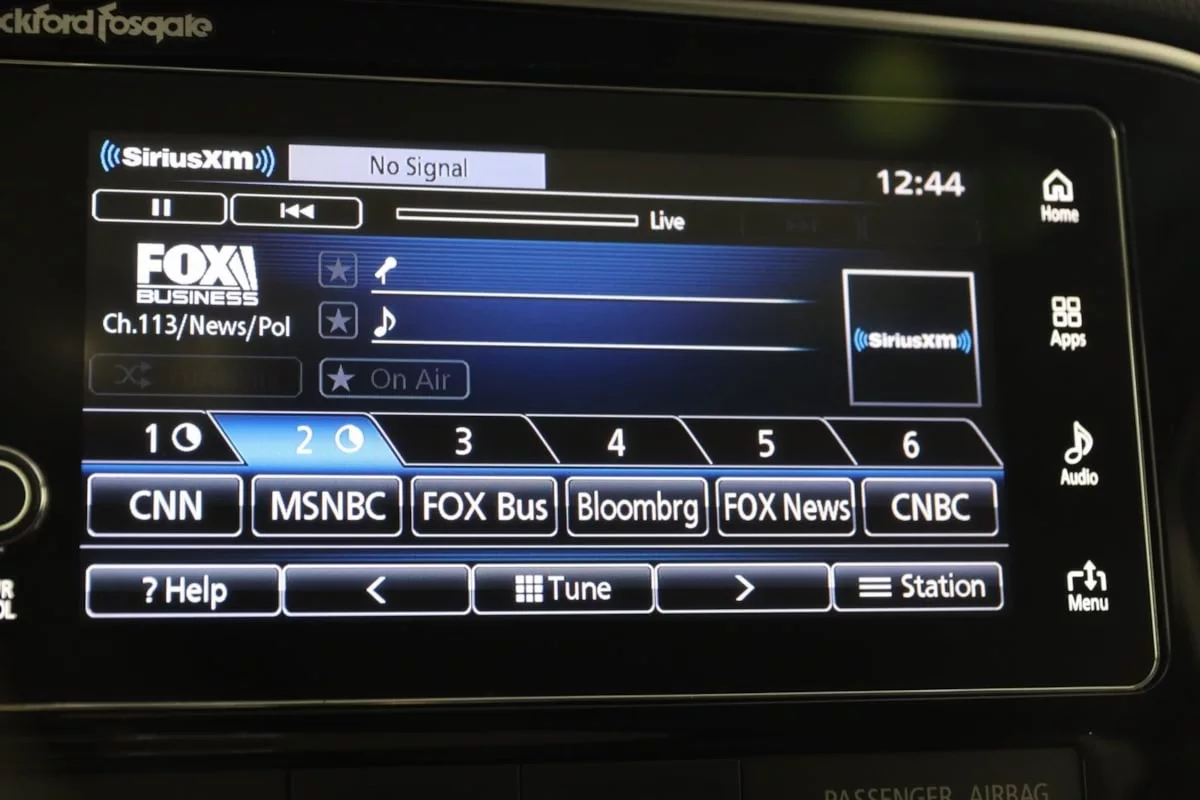 ckford fosgate
SiriusXM
No Signal
12:44
Live
FOX
BUSINESS
Ch.113/News/Pol
On Air
SiriusXM
1 2 3 4 5 6
CNN MSNBC FOX Bus Bloombrg FOX News CNBC
? Help < Tune > Station
Home
Apps
Audio
Menu
R
OL
PASSENGER AIRBAG